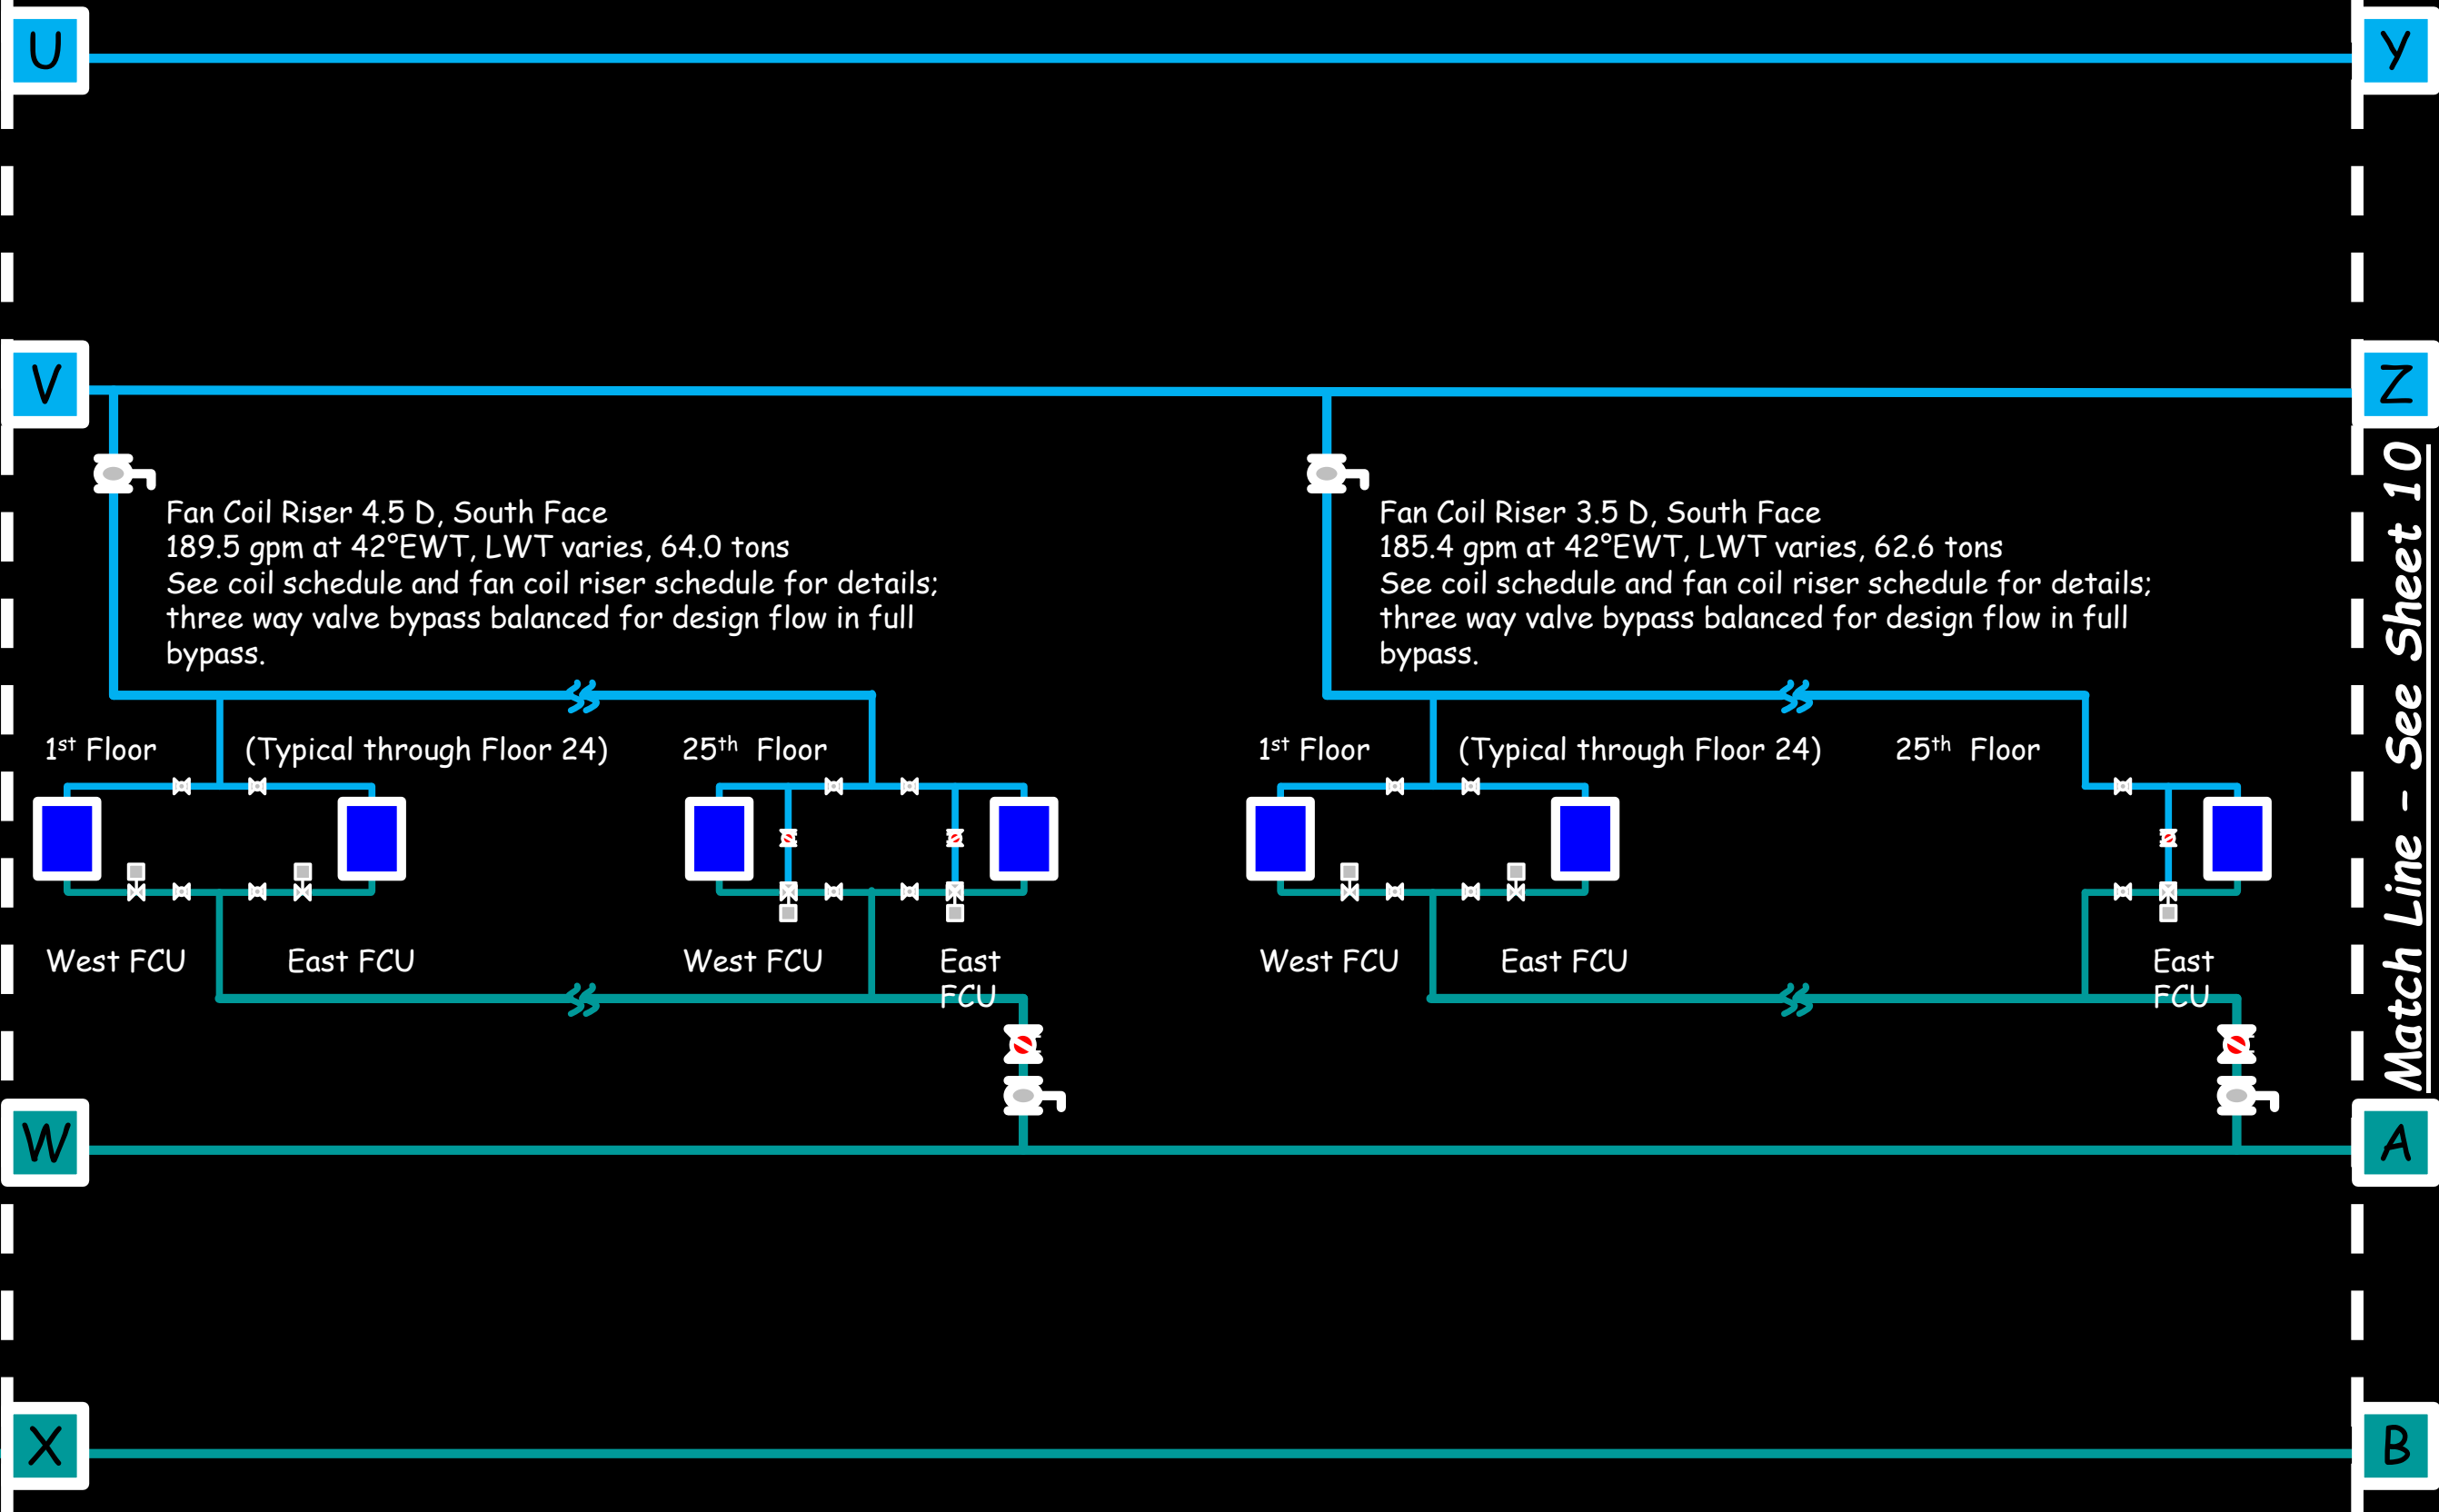 U
Y
V
Z
Fan Coil Riser 4.5 D, South Face
189.5 gpm at 42°EWT, LWT varies, 64.0 tons
See coil schedule and fan coil riser schedule for details;
three way valve bypass balanced for design flow in full
bypass.
Fan Coil Riser 3.5 D, South Face
185.4 gpm at 42°EWT, LWT varies, 62.6 tons
See coil schedule and fan coil riser schedule for details;
three way valve bypass balanced for design flow in full
bypass.
Match Line - See Sheet 10
1st Floor
(Typical through Floor 24)
25th Floor
1st Floor
(Typical through Floor 24)
25th Floor
West FCU
East FCU
West FCU
East
FCU
West FCU
East FCU
East
FCU
W
A
X
B